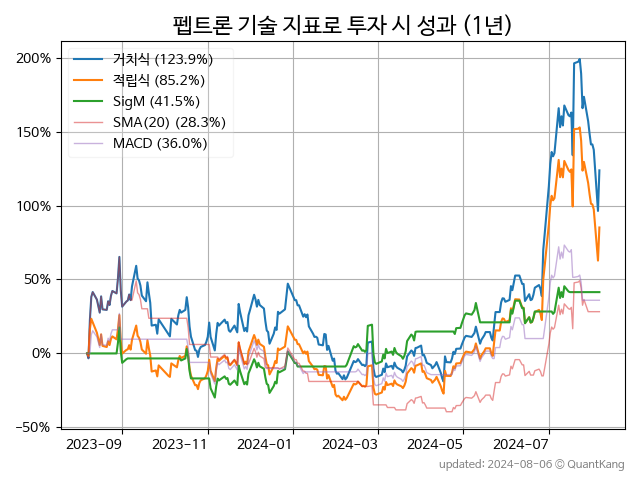 펩트론 기술 지표로 투자 시 성과 (1년)
200%
150%
100%
50%
0%
−50%
거치식 (123.9%)
적립식 (85.2%)
SigM (41.5%)
SMA(20) (28.3%)
MACD (36.0%)
2023-09
2023-11
2024-01
2024-03
2024-05
2024-07
updated: 2024-08-06 © QuantKang